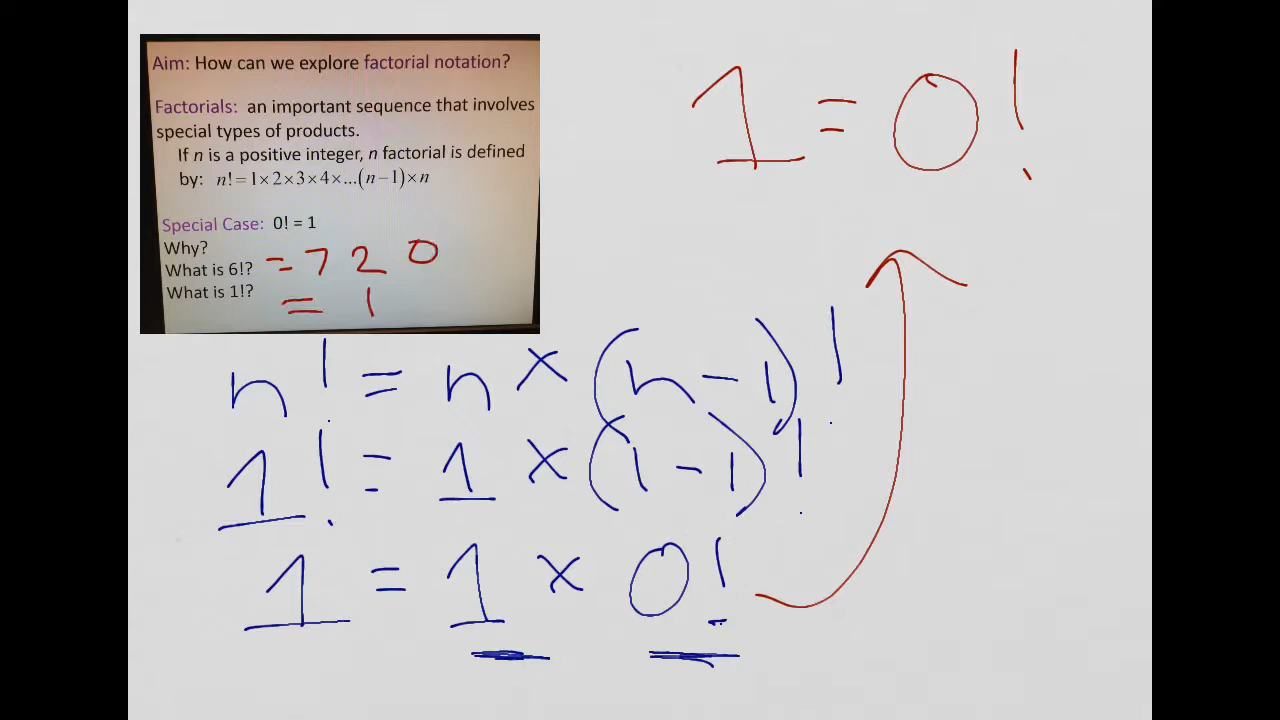 Aim: How can we explore factorial notation?
Factorials: an important sequence that involves
special types of products.
If n is a positive integer, n factorial is defined
by: n! = 1×2×3×4×...(n−1)×n
Special Case: 0! = 1
Why?
What is 6!? = 720
What is 1!? = 1
1 = 0!
n! = n × (n − 1)!
1! = 1 × (1 − 1)!
1 = 1 × 0!